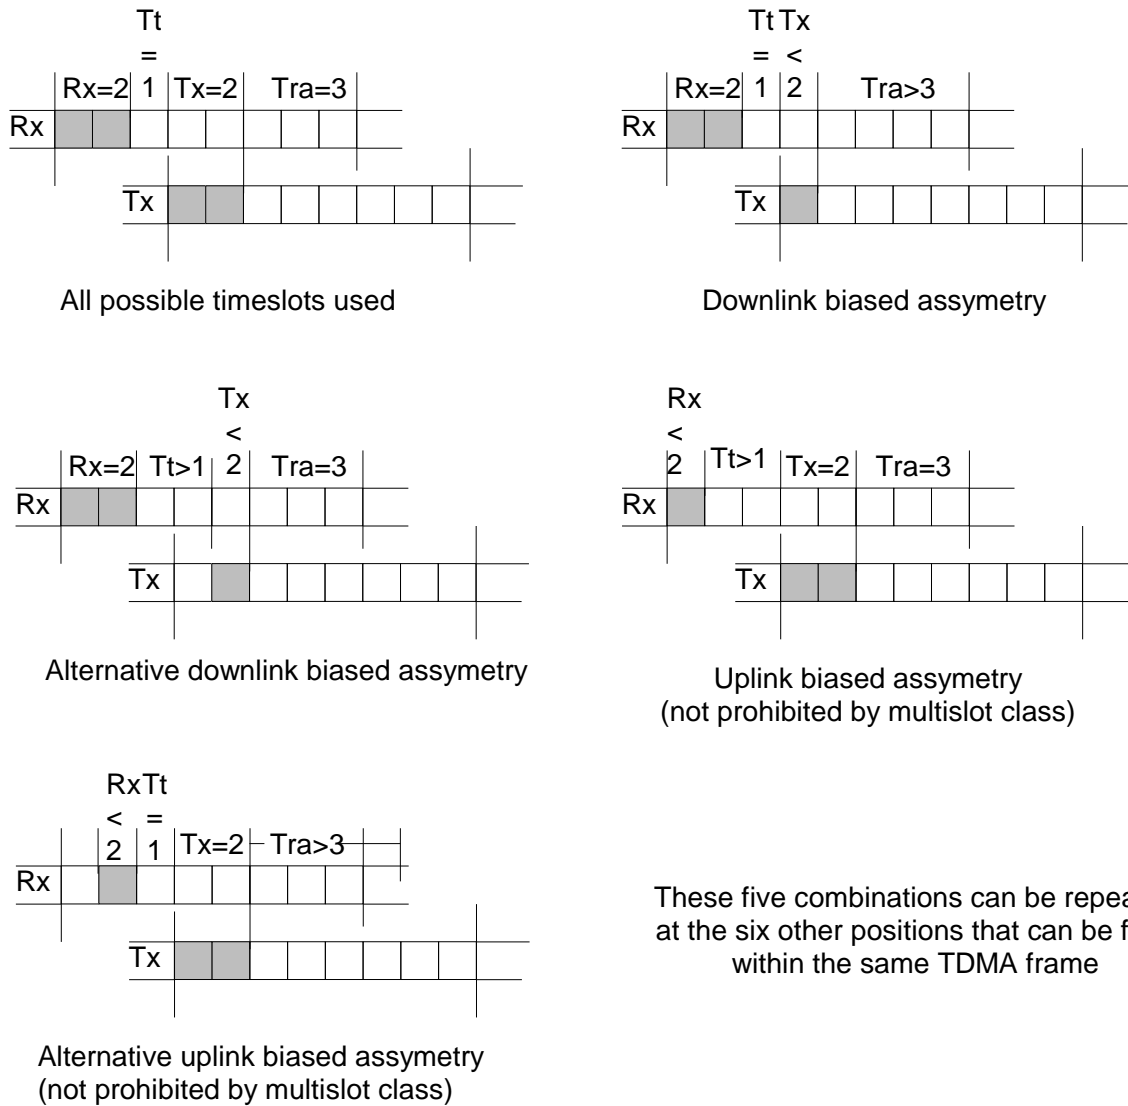 Tt
=
Rx=2 1 Tx=2 Tra=3
Rx
Tx
All possible timeslots used
Tt Tx
= <
Rx=2 1 2 Tra>3
Rx
Tx
Downlink biased assymetry
Tx
<
Rx=2 Tt>1 2 Tra=3
Rx
Tx
Alternative downlink biased assymetry
Rx
<
2 Tt>1 Tx=2 Tra=3
Rx
Tx
Uplink biased assymetry
(not prohibited by multislot class)
RxTt
< =
2 1 Tx=2 Tra>3
Rx
Tx
Alternative uplink biased assymetry
(not prohibited by multislot class)
These five combinations can be
at the six other positions that can be
within the same TDMA frame